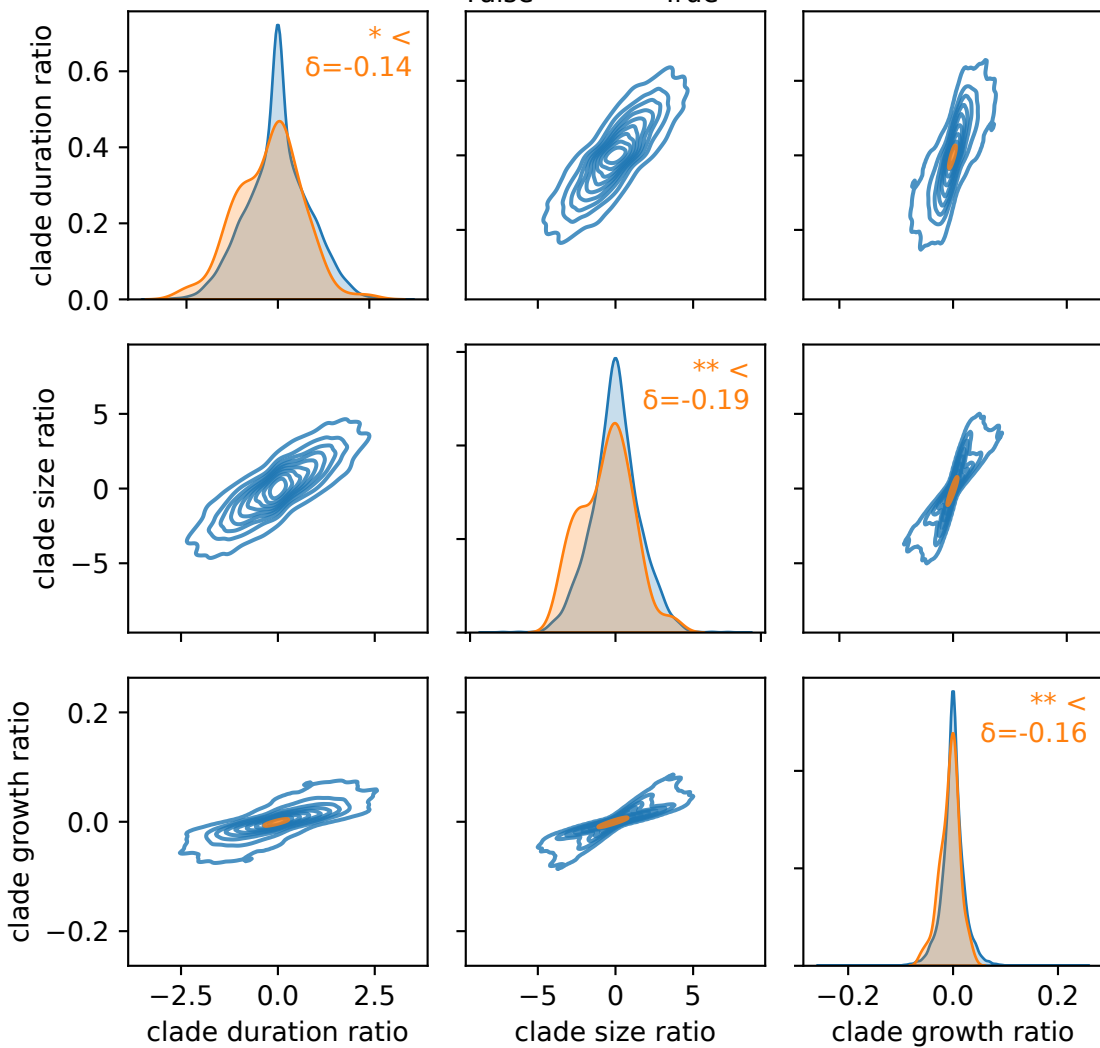 clade duration ratio
0.6
0.4
0.2
0.0
* <
δ=-0.14
clade size ratio
5
0
−5
** <
δ=-0.19
clade growth ratio
0.2
0.0
−0.2
** <
δ=-0.16
−2.5 0.0 2.5
−5 0 5
−0.2 0.0 0.2
clade duration ratio
clade size ratio
clade growth ratio